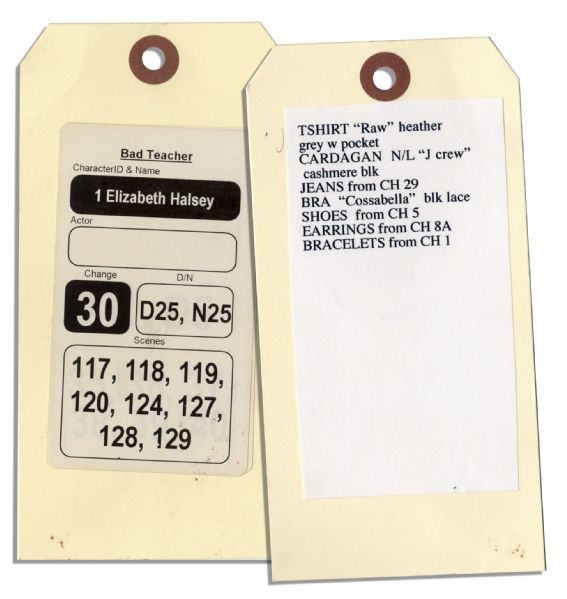 Bad Teacher
CharacterID & Name
1 Elizabeth Halsey
Actor
Change
D/N
30
D25, N25
Scenes
117, 118, 119,
120, 124, 127,
128, 129
TSHIRT “Raw” heather
grey w pocket
CARDAGAN N/L “J crew”
cashmere blk
JEANS from CH 29
BRA “Cossabella” blk lace
SHOES from CH 5
EARRINGS from CH 8A
BRACELETS from CH 1